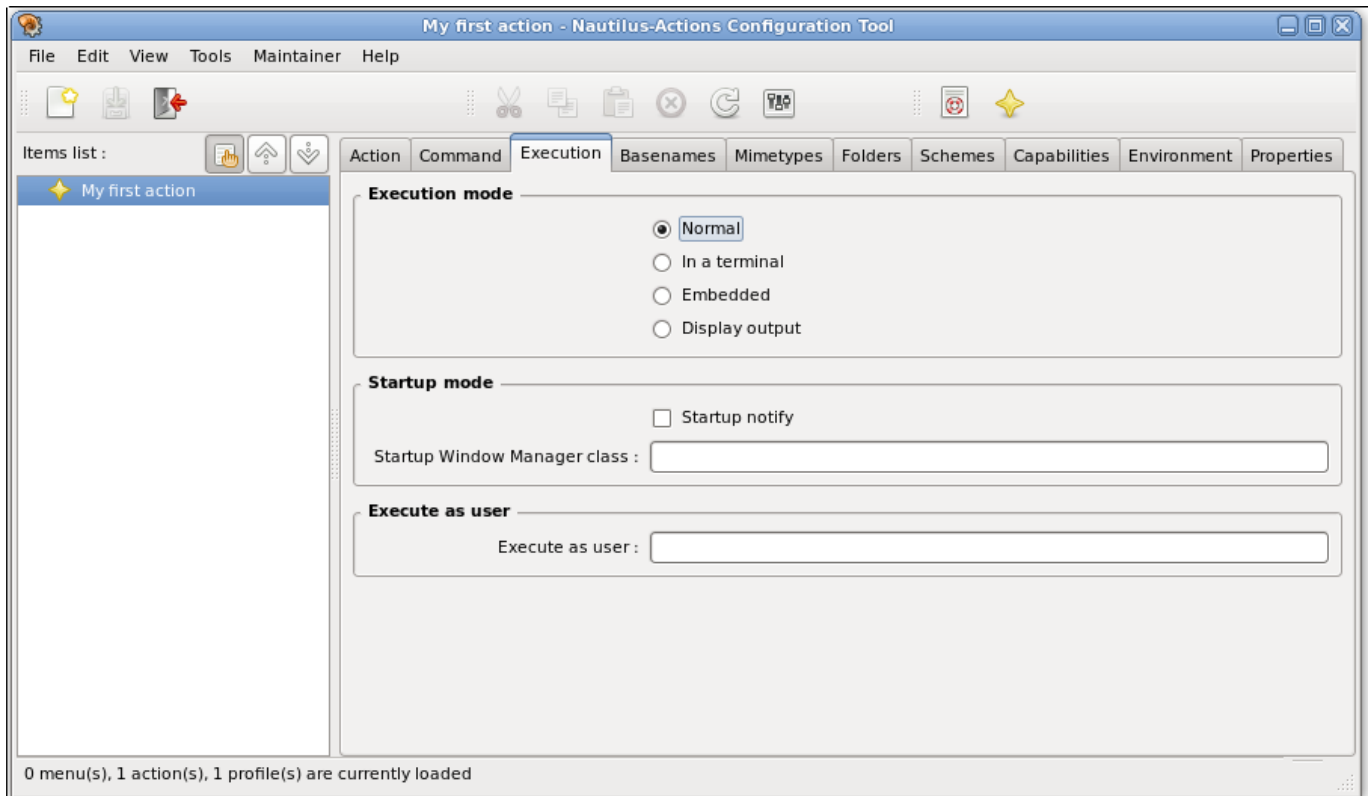 My first action - Nautilus-Actions Configuration Tool
File Edit View Tools Maintainer Help
Items list :
Action Command Execution Basenames Mimetypes Folders Schemes Capabilities Environment Properties
My first action
Execution mode
Normal
In a terminal
Embedded
Display output
Startup mode
Startup notify
Startup Window Manager class :
Execute as user
Execute as user :
0 menu(s), 1 action(s), 1 profile(s) are currently loaded